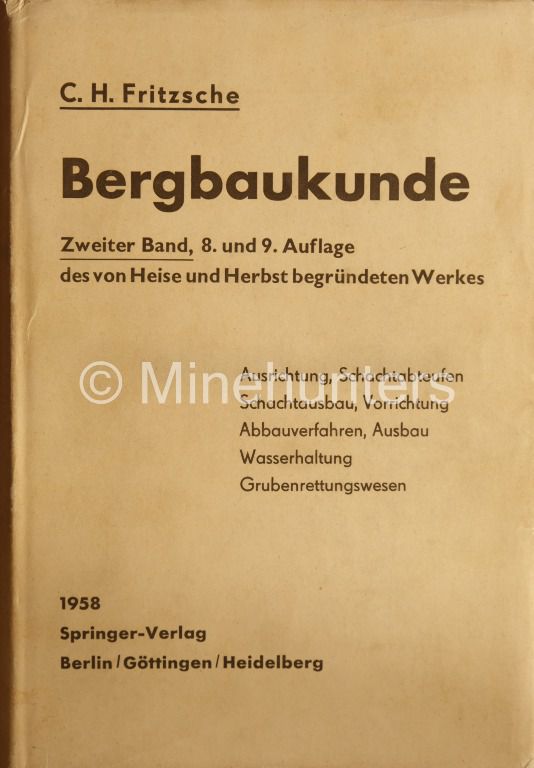 C. H. Fritzsche
Bergbaukunde
Zweiter Band, 8. und 9. Auflage
des von Heise und Herbst begründeten Werkes
Ausrichtung, Schachtabteufen
© Minehunters
Schachtausbau, Vorrichtung
Abbauverfahren, Ausbau
Wasserhaltung
Grubenrettungswesen
1958
Springer-Verlag
Berlin/Göttingen/Heidelberg